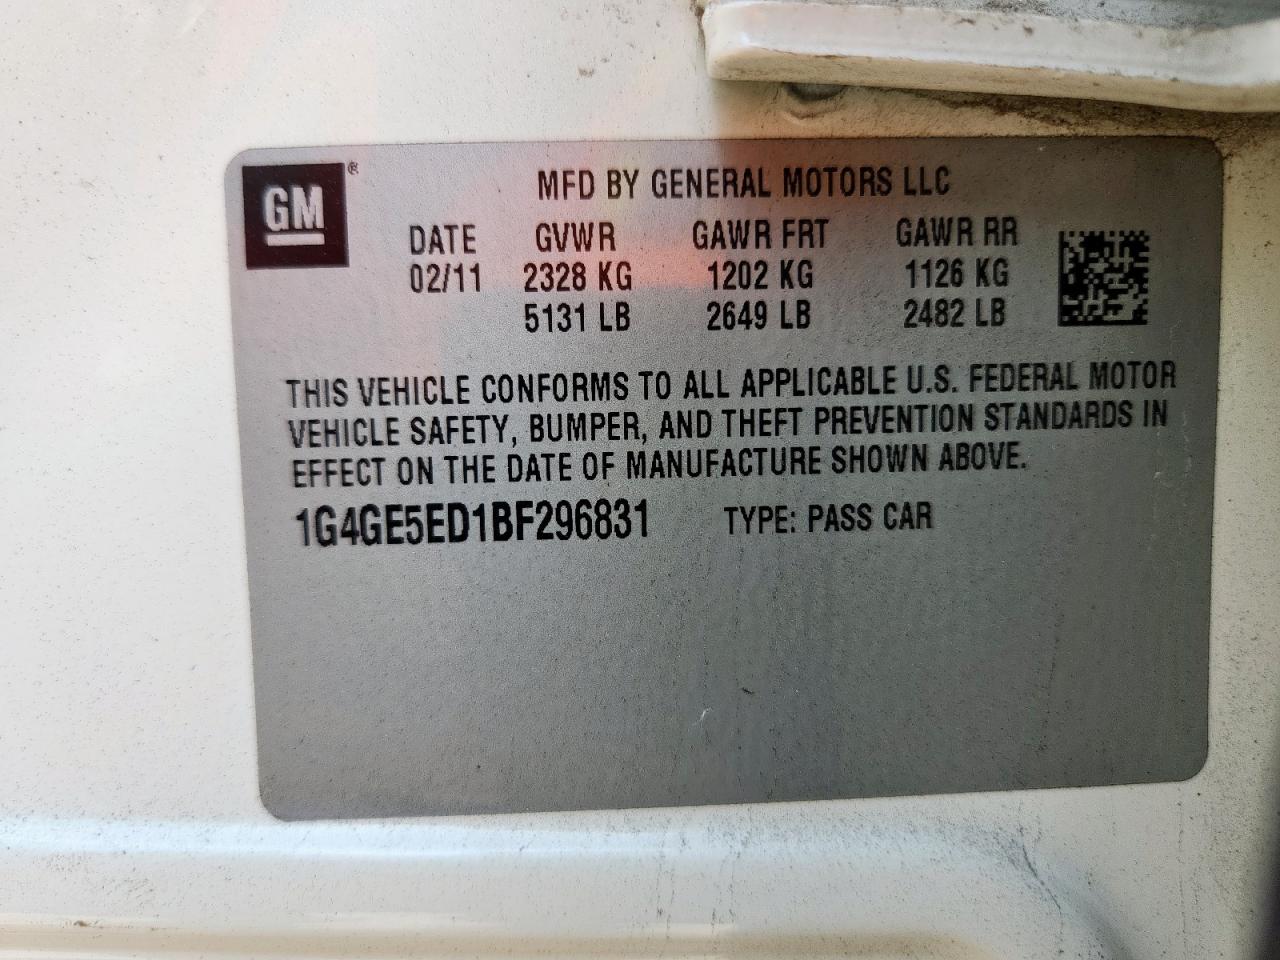 GM ®
MFD BY GENERAL MOTORS LLC
DATE GVWR GAWR FRT GAWR RR
02/11 2328 KG 1202 KG 1126 KG
5131 LB 2649 LB 2482 LB
THIS VEHICLE CONFORMS TO ALL APPLICABLE U.S. FEDERAL MOTOR
VEHICLE SAFETY, BUMPER, AND THEFT PREVENTION STANDARDS IN
EFFECT ON THE DATE OF MANUFACTURE SHOWN ABOVE.
1G4GE5ED1BF296831 TYPE: PASS CAR